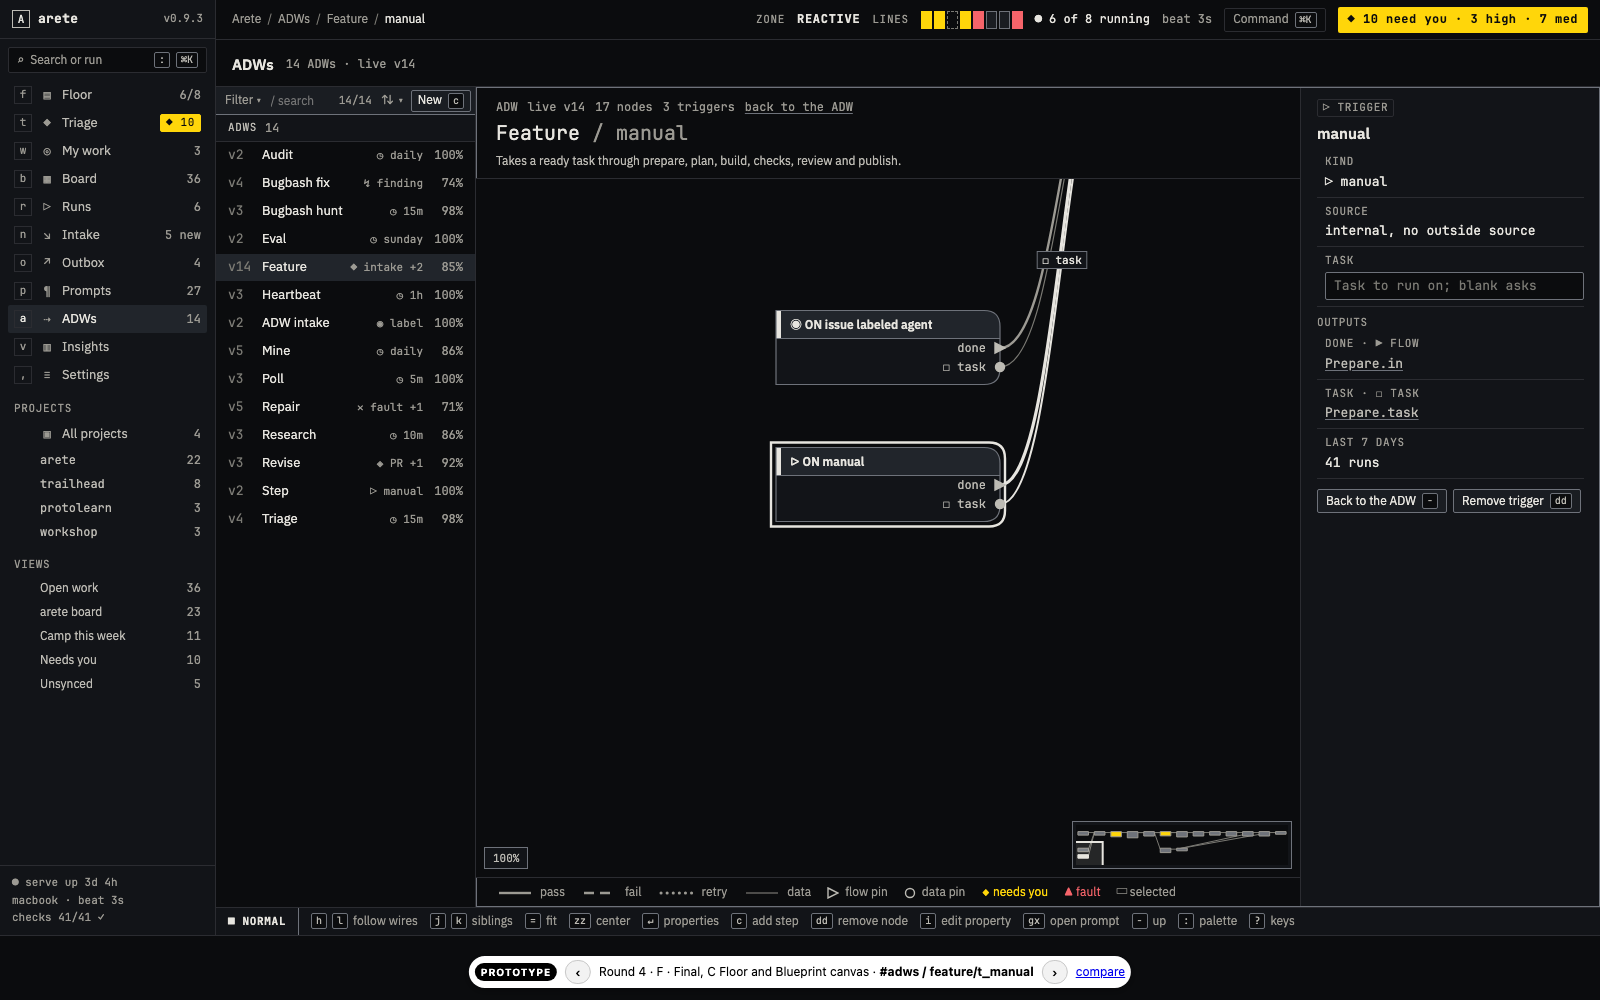 A arete v0.9.3
Search or run : ⌘K
f Floor 6/8
t Triage ◆ 10
w My work 3
b Board 36
r Runs 6
n Intake 5 new
o Outbox 4
p Prompts 27
a ADWs 14
v Insights
, Settings
PROJECTS
All projects 4
arete 22
trailhead 8
protolearn 3
workshop 3
VIEWS
Open work 36
arete board 23
Camp this week 11
Needs you 10
Unsynced 5
● serve up 3d 4h
macbook · beat 3s
checks 41/41 ✓
Arete / ADWs / Feature / manual
ZONE REACTIVE LINES ● 6 of 8 running beat 3s Command ⌘K ◆ 10 need you · 3 high · 7 med
ADWs 14 ADWs · live v14
Filter ▾ / search 14/14 ⇅ ▾ New c
ADWS 14
v2 Audit ◷ daily 100%
v4 Bugbash fix ↯ finding 74%
v3 Bugbash hunt ◷ 15m 98%
v2 Eval ◷ sunday 100%
v14 Feature ◆ intake +2 85%
v3 Heartbeat ◷ 1h 100%
v2 ADW intake ◉ label 100%
v5 Mine ◷ daily 86%
v3 Poll ◷ 5m 100%
v5 Repair ✕ fault +1 71%
v3 Research ◷ 10m 86%
v3 Revise ◆ PR +1 92%
v2 Step ▷ manual 100%
v4 Triage ◷ 15m 98%
ADW live v14 17 nodes 3 triggers back to the ADW
Feature / manual
Takes a ready task through prepare, plan, build, checks, review and publish.
□ task
◉ ON issue labeled agent
done
□ task
▷ ON manual
done
□ task
100%
pass fail retry data flow pin data pin ◆ needs you ▲ fault selected
▷ TRIGGER
manual
KIND
▷ manual
SOURCE
internal, no outside source
TASK
Task to run on; blank asks
OUTPUTS
DONE · ▶ FLOW
Prepare.in
TASK · □ TASK
Prepare.task
LAST 7 DAYS
41 runs
Back to the ADW - Remove trigger dd
■ NORMAL h l follow wires j k siblings = fit zz center ↵ properties c add step dd remove node i edit property gx open prompt - up : palette ? keys
PROTOTYPE ‹ Round 4 · F · Final, C Floor and Blueprint canvas · #adws / feature/t_manual › compare